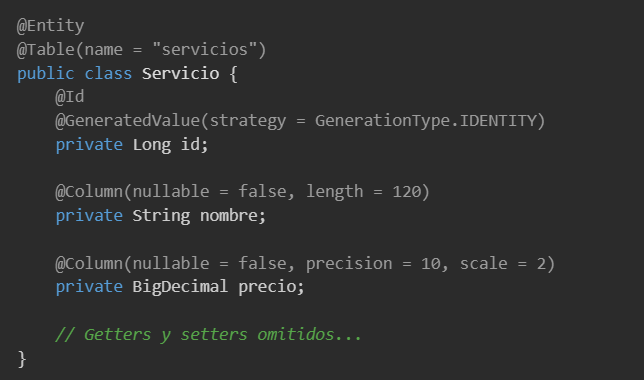 @Entity
@Table(name = "servicios")
public class Servicio {
    @Id
    @GeneratedValue(strategy = GenerationType.IDENTITY)
    private Long id;

    @Column(nullable = false, length = 120)
    private String nombre;

    @Column(nullable = false, precision = 10, scale = 2)
    private BigDecimal precio;

    // Getters y setters omitidos...
}